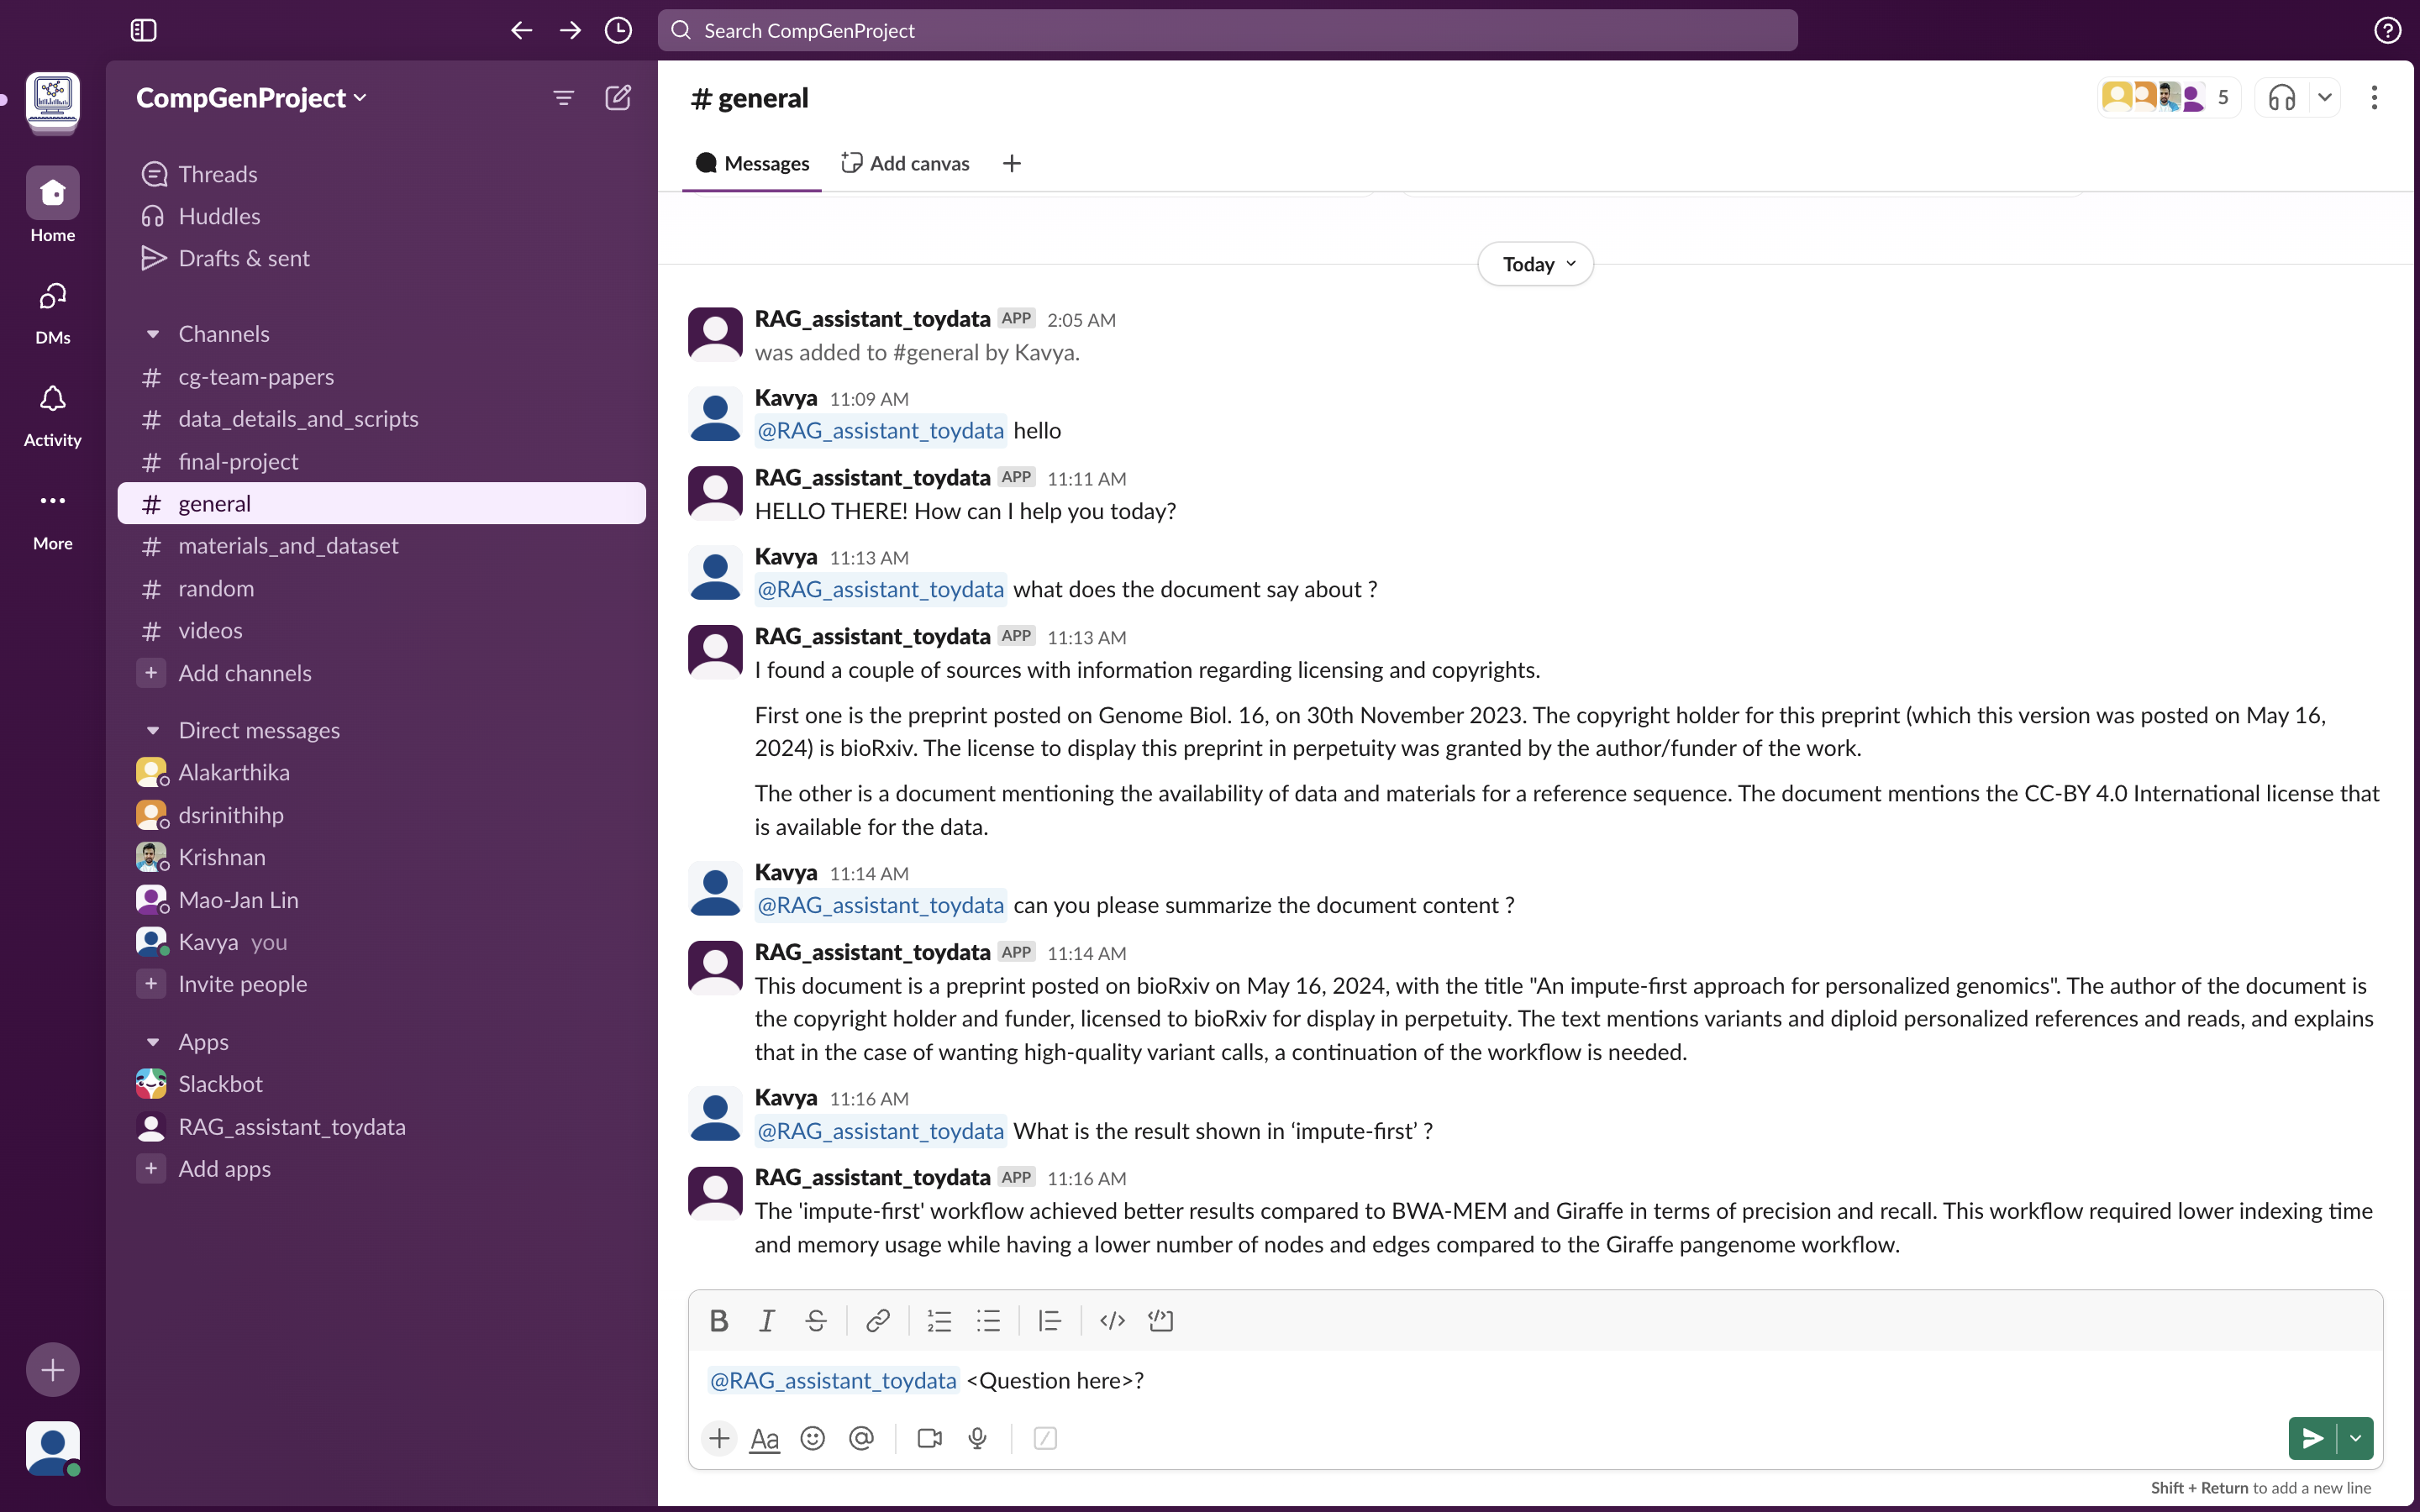 Search CompGenProject
Home
DMs
Activity
More
CompGenProject
Threads
Huddles
Drafts & sent
Channels
# cg-team-papers
# data_details_and_scripts
# final-project
# general
# materials_and_dataset
# random
# videos
+ Add channels
Direct messages
Alakarthika
dsrinithihp
Krishnan
Mao-Jan Lin
Kavya you
+ Invite people
Apps
Slackbot
RAG_assistant_toydata
+ Add apps
# general
5
Messages
Add canvas
Today
RAG_assistant_toydata APP 2:05 AM
was added to #general by Kavya.
Kavya 11:09 AM
@RAG_assistant_toydata hello
RAG_assistant_toydata APP 11:11 AM
HELLO THERE! How can I help you today?
Kavya 11:13 AM
@RAG_assistant_toydata what does the document say about ?
RAG_assistant_toydata APP 11:13 AM
I found a couple of sources with information regarding licensing and copyrights.
First one is the preprint posted on Genome Biol. 16, on 30th November 2023. The copyright holder for this preprint (which this version was posted on May 16,
2024) is bioRxiv. The license to display this preprint in perpetuity was granted by the author/funder of the work.
The other is a document mentioning the availability of data and materials for a reference sequence. The document mentions the CC-BY 4.0 International license that
is available for the data.
Kavya 11:14 AM
@RAG_assistant_toydata can you please summarize the document content ?
RAG_assistant_toydata APP 11:14 AM
This document is a preprint posted on bioRxiv on May 16, 2024, with the title "An impute-first approach for personalized genomics". The author of the document is
the copyright holder and funder, licensed to bioRxiv for display in perpetuity. The text mentions variants and diploid personalized references and reads, and explains
that in the case of wanting high-quality variant calls, a continuation of the workflow is needed.
Kavya 11:16 AM
@RAG_assistant_toydata What is the result shown in ‘impute-first’ ?
RAG_assistant_toydata APP 11:16 AM
The 'impute-first' workflow achieved better results compared to BWA-MEM and Giraffe in terms of precision and recall. This workflow required lower indexing time
and memory usage while having a lower number of nodes and edges compared to the Giraffe pangenome workflow.
@RAG_assistant_toydata <Question here>?
Aa
Shift + Return to add a new line